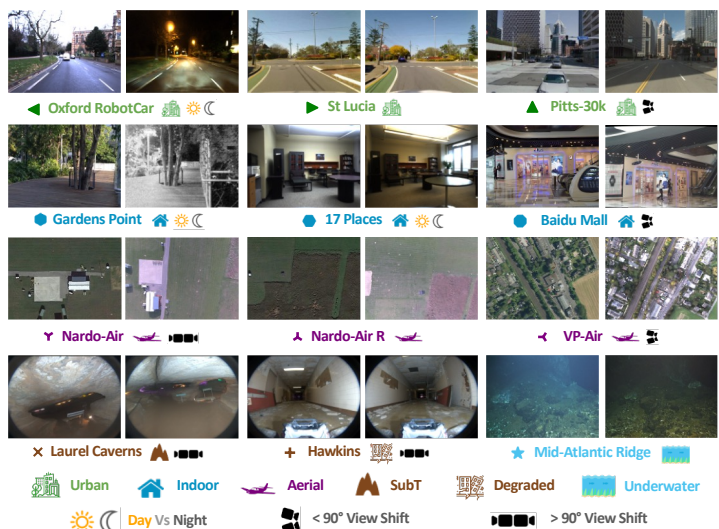 Oxford RobotCar St Lucia Pitts-30k
Gardens Point 17 Places Baidu Mall
Nardo-Air Nardo-Air R VP-Air
Laurel Caverns Hawkins Mid-Atlantic Ridge
Urban Indoor Aerial SubT Degraded Underwater
Day Vs Night < 90° View Shift > 90° View Shift